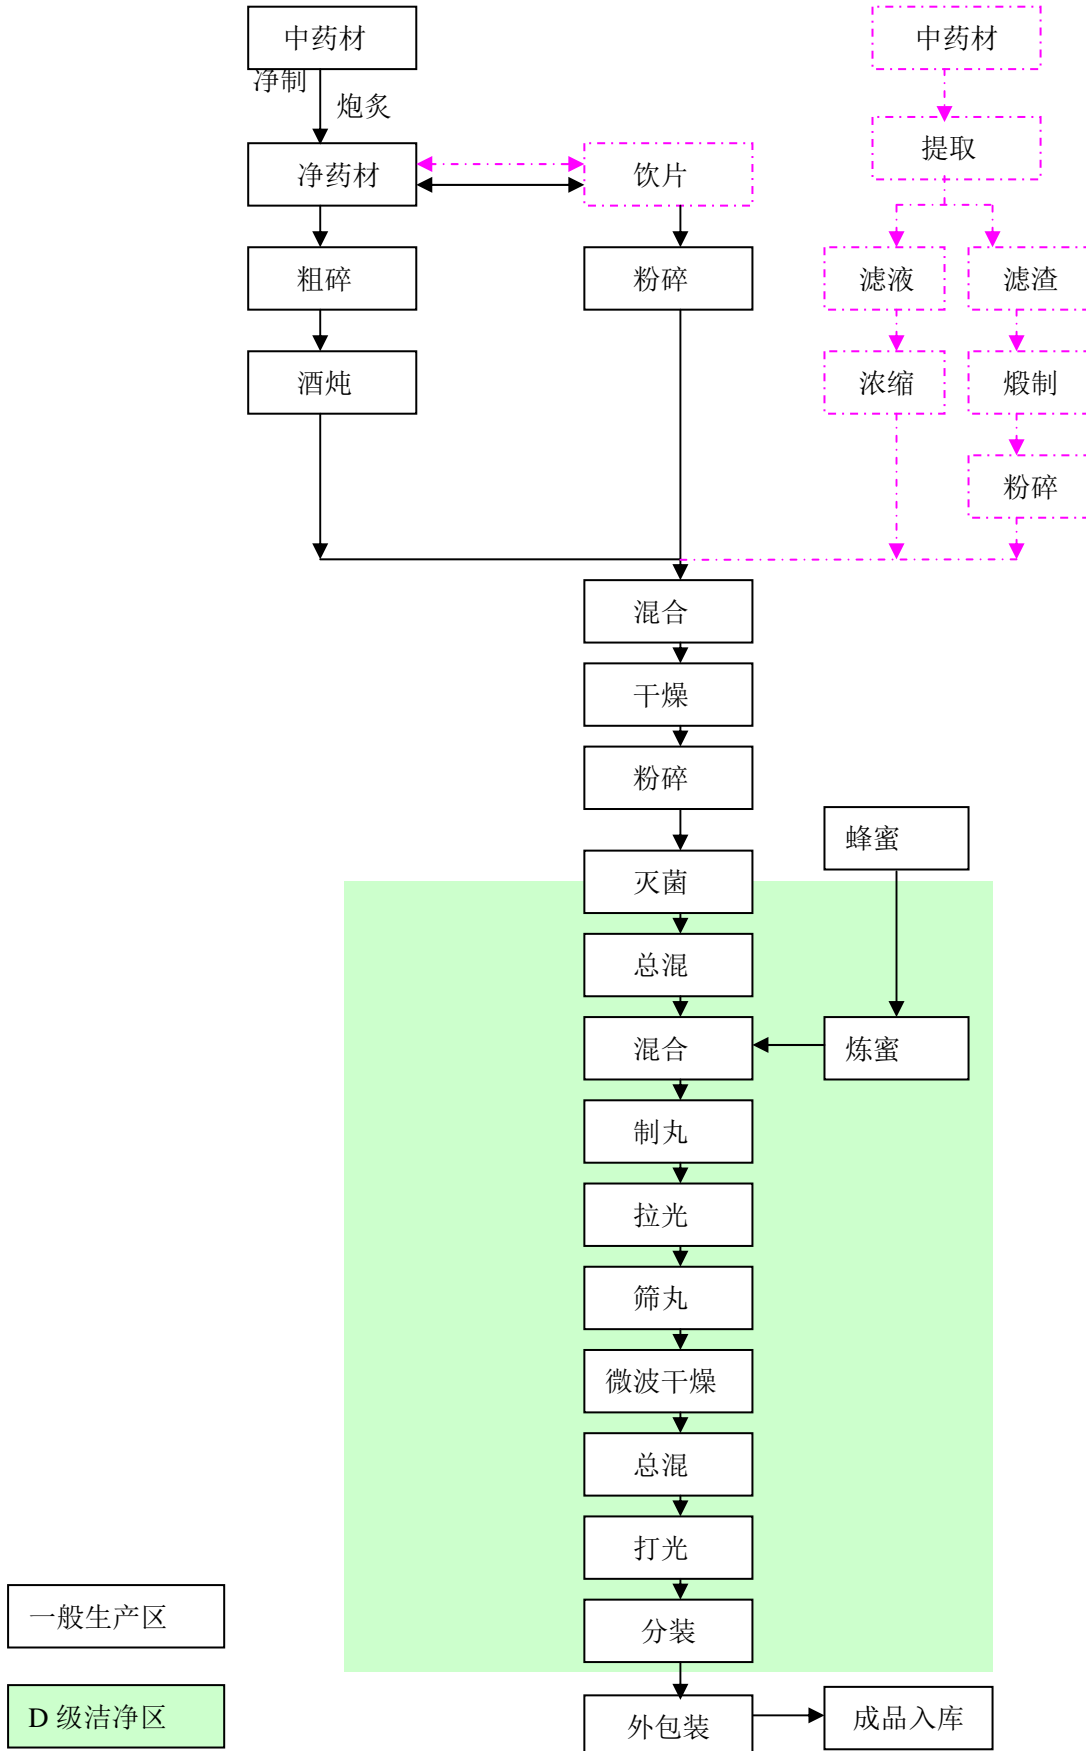 中药材
中药材
净制
炮炙
提取
净药材
饮片
粗碎
粉碎
滤液
滤渣
酒炖
浓缩
煅制
粉碎
混合
干燥
粉碎
蜂蜜
灭菌
总混
混合
炼蜜
制丸
拉光
筛丸
微波干燥
总混
打光
一般生产区
分装
D 级洁净区
外包装
成品入库